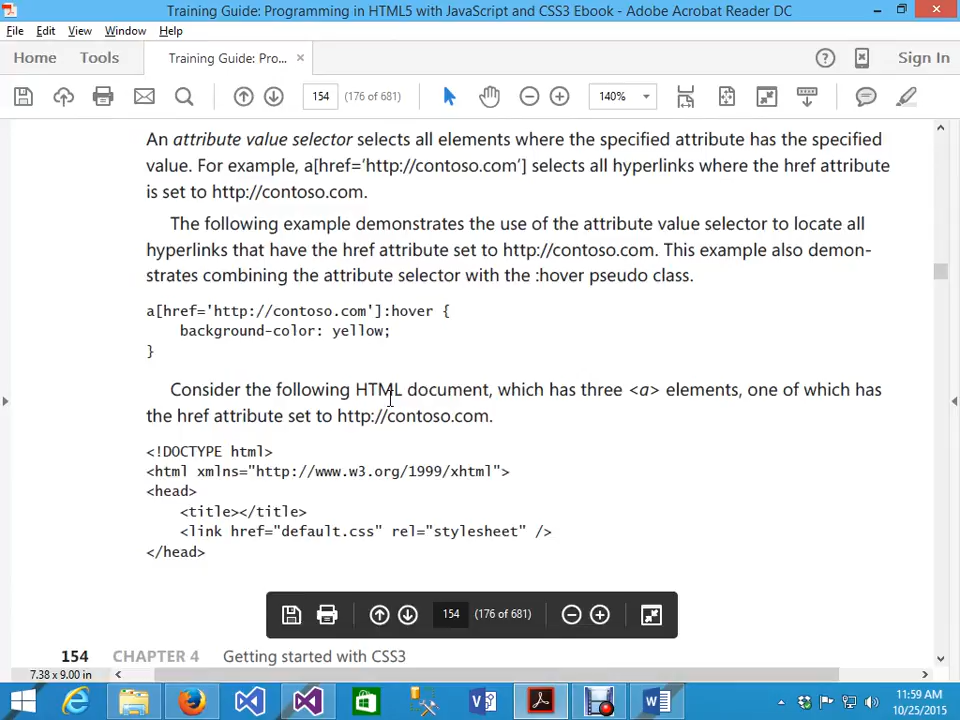 Training Guide: Programming in HTML5 with JavaScript and CSS3 Ebook - Adobe Acrobat Reader DC
File Edit View Window Help
Home Tools Training Guide: Pro... × Sign In
154 (176 of 681) 140%
An attribute value selector selects all elements where the specified attribute has the specified
value. For example, a[href='http://contoso.com'] selects all hyperlinks where the href attribute
is set to http://contoso.com.
The following example demonstrates the use of the attribute value selector to locate all
hyperlinks that have the href attribute set to http://contoso.com. This example also demon-
strates combining the attribute selector with the :hover pseudo class.
a[href='http://contoso.com']:hover {
background-color: yellow;
}
Consider the following HTML document, which has three <a> elements, one of which has
the href attribute set to http://contoso.com.
<!DOCTYPE html>
<html xmlns="http://www.w3.org/1999/xhtml">
<head>
<title></title>
<link href="default.css" rel="stylesheet" />
</head>
154 (176 of 681)
154 CHAPTER 4 Getting started with CSS3
7.38 x 9.00 in
11:59 AM
10/25/2015